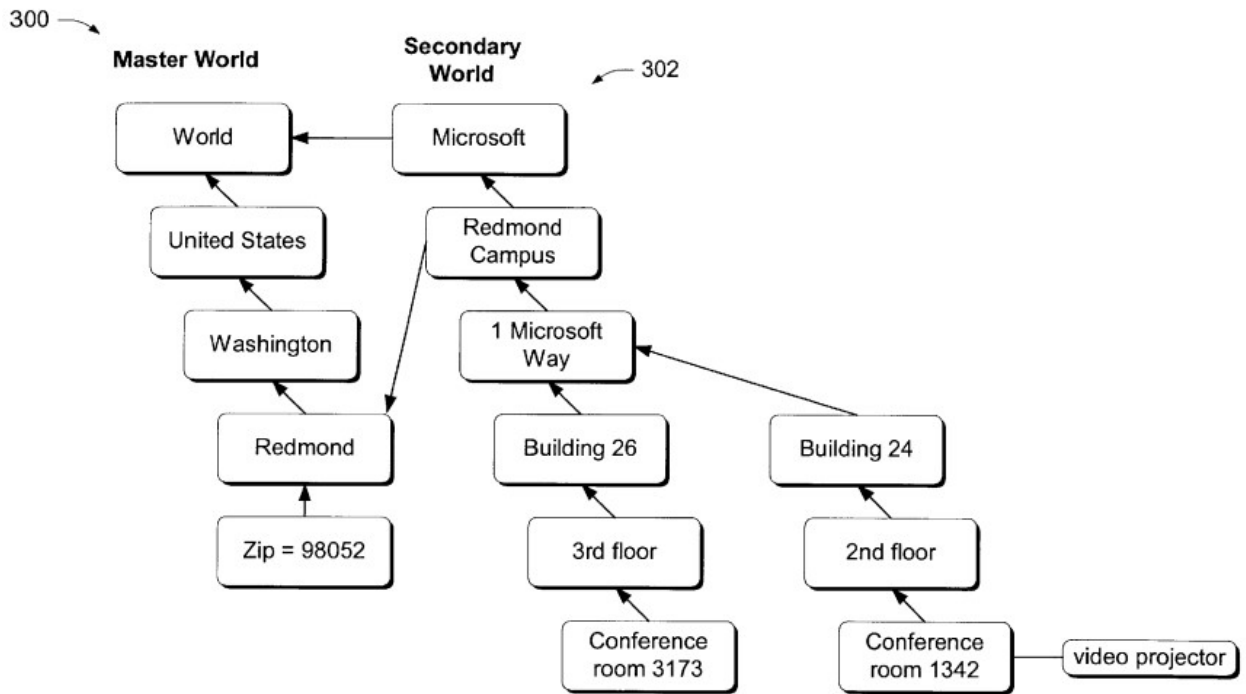 300
Master World
Secondary
World
302
World
Microsoft
United States
Redmond
Campus
Washington
1 Microsoft
Way
Redmond
Building 26
Building 24
Zip = 98052
3rd floor
2nd floor
Conference
room 3173
Conference
room 1342
video projector